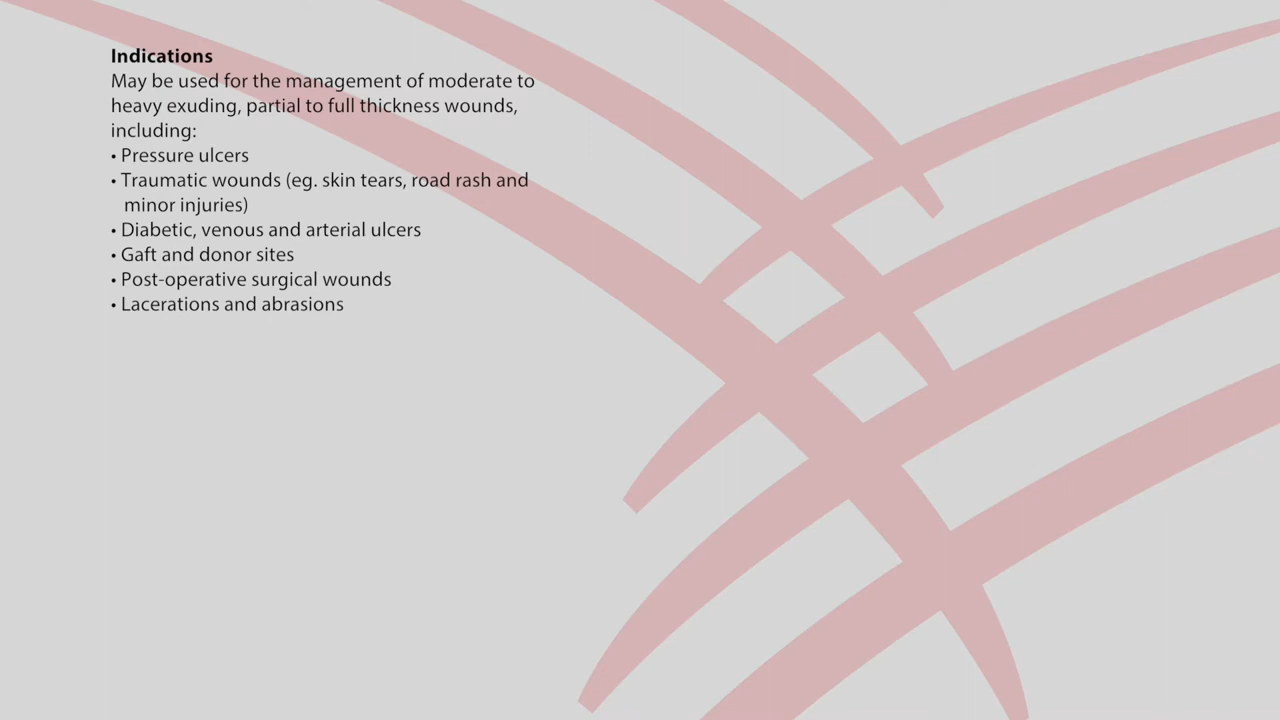 Indications
May be used for the management of moderate to
heavy exuding, partial to full thickness wounds,
including:
• Pressure ulcers
• Traumatic wounds (eg. skin tears, road rash and
minor injuries)
• Diabetic, venous and arterial ulcers
• Gaft and donor sites
• Post-operative surgical wounds
• Lacerations and abrasions